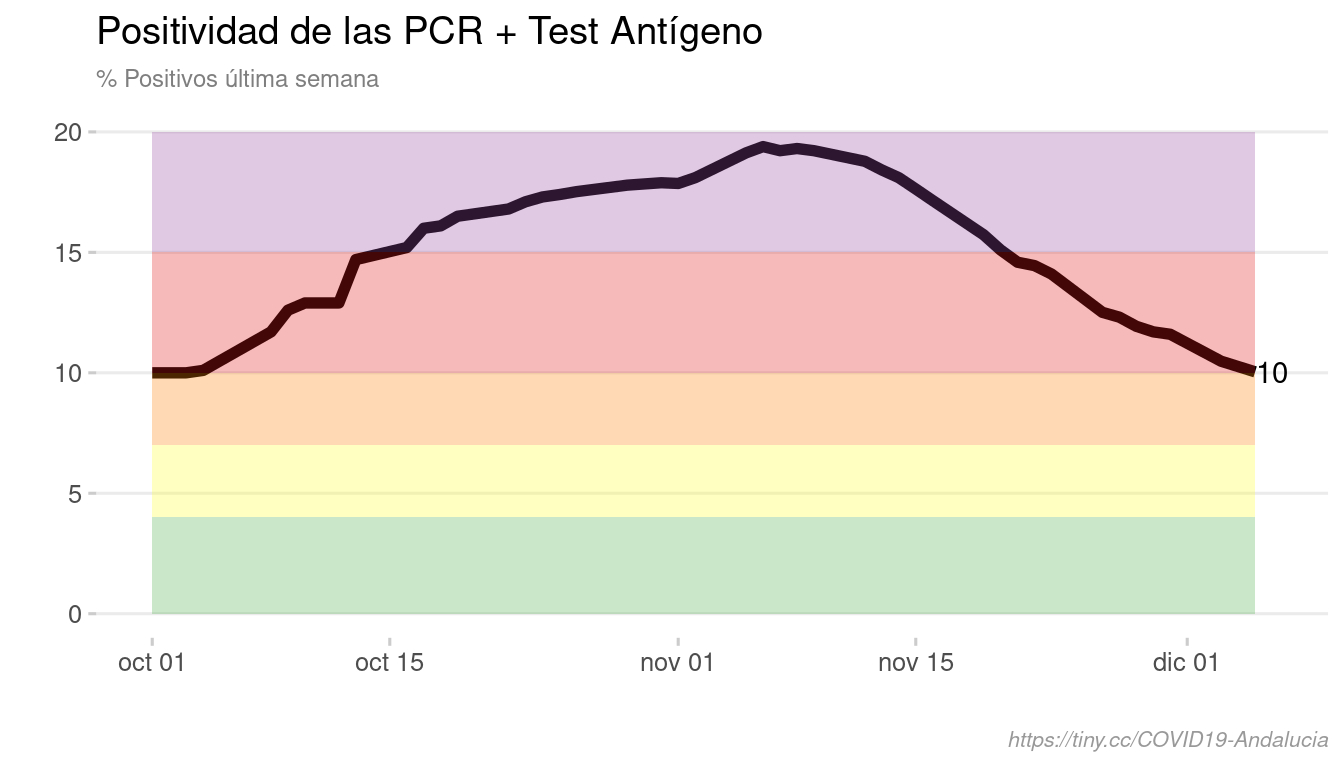 Positividad de las PCR + Test Antígeno
% Positivos última semana
20
15
10
10
5
0
oct 01
oct 15
nov 01
nov 15
dic 01
https://tiny.cc/COVID19-Andalucia